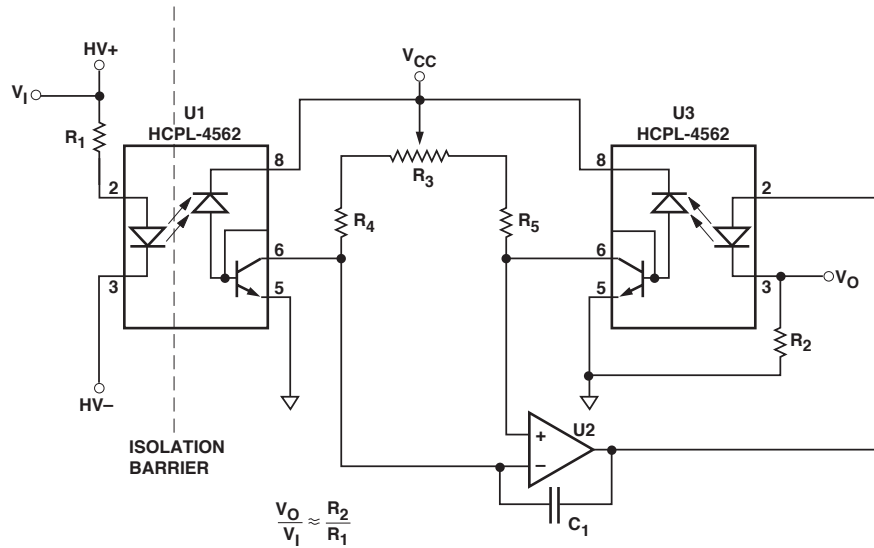 HV+
V_I
R_1
U1
HCPL-4562
V_CC
U3
HCPL-4562
8
8
2
2
R_3
R_4
R_5
6
6
3
5
5
3
V_O
R_2
HV–
ISOLATION
BARRIER
U2
+
–
C_1
V_O/V_I ≈ R_2/R_1